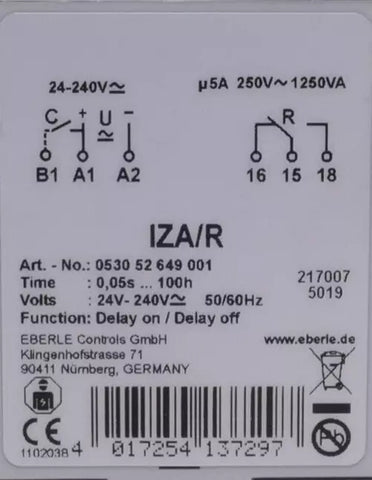 24-240V≂ µ5A 250V~1250VA
C + U ≂ - R
B1 A1 A2 16 15 18
IZA/R
Art. - No.: 0530 52 649 001
Time : 0,05s ... 100h 217007
Volts : 24V- 240V≂ 50/60Hz 5019
Function: Delay on / Delay off
EBERLE Controls GmbH www.eberle.de
Klingenhofstrasse 71
90411 Nürnberg, GERMANY
CE
1102038
4 017254 137297
Pb